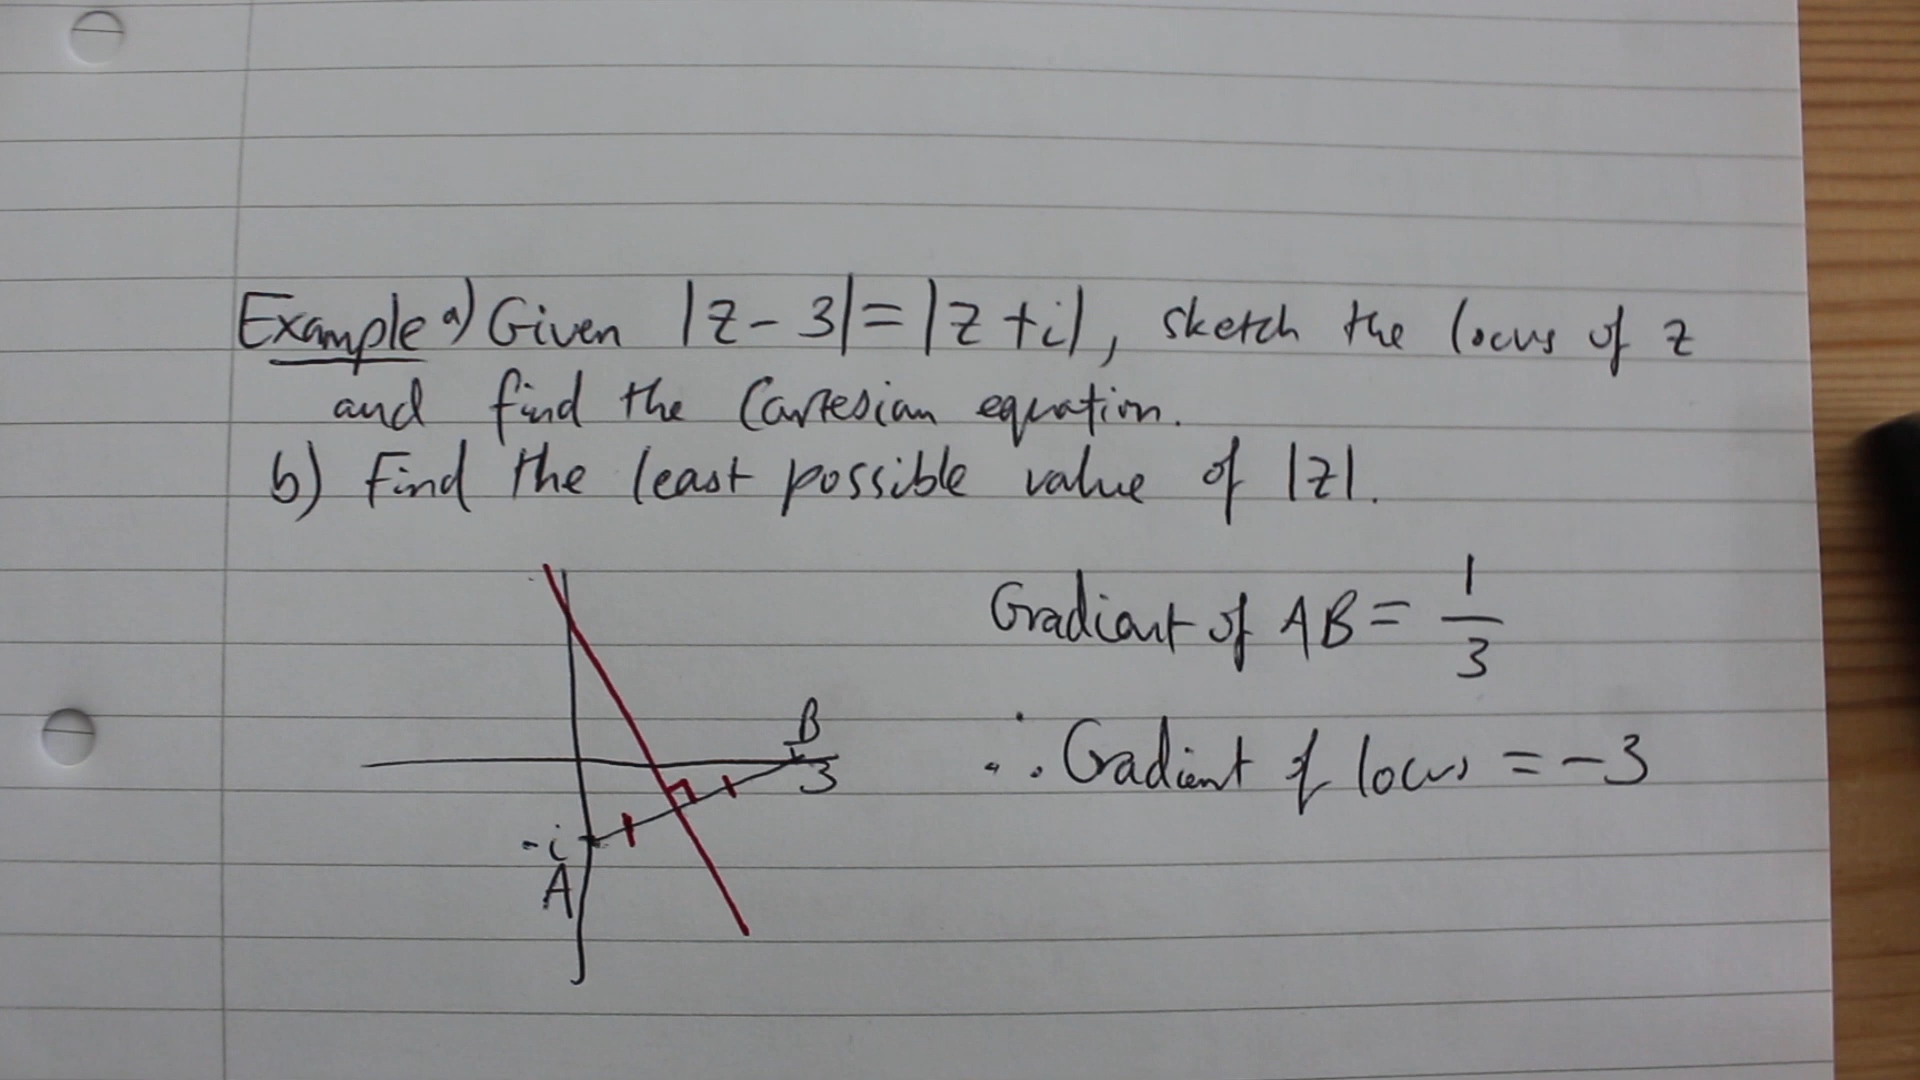 Example a) Given |z - 3| = |z + i|, sketch the locus of z
and find the Cartesian equation.
b) Find the least possible value of |z|.
Gradient of AB = 1/3
∴ Gradient of locus = -3
B
3
-i
A